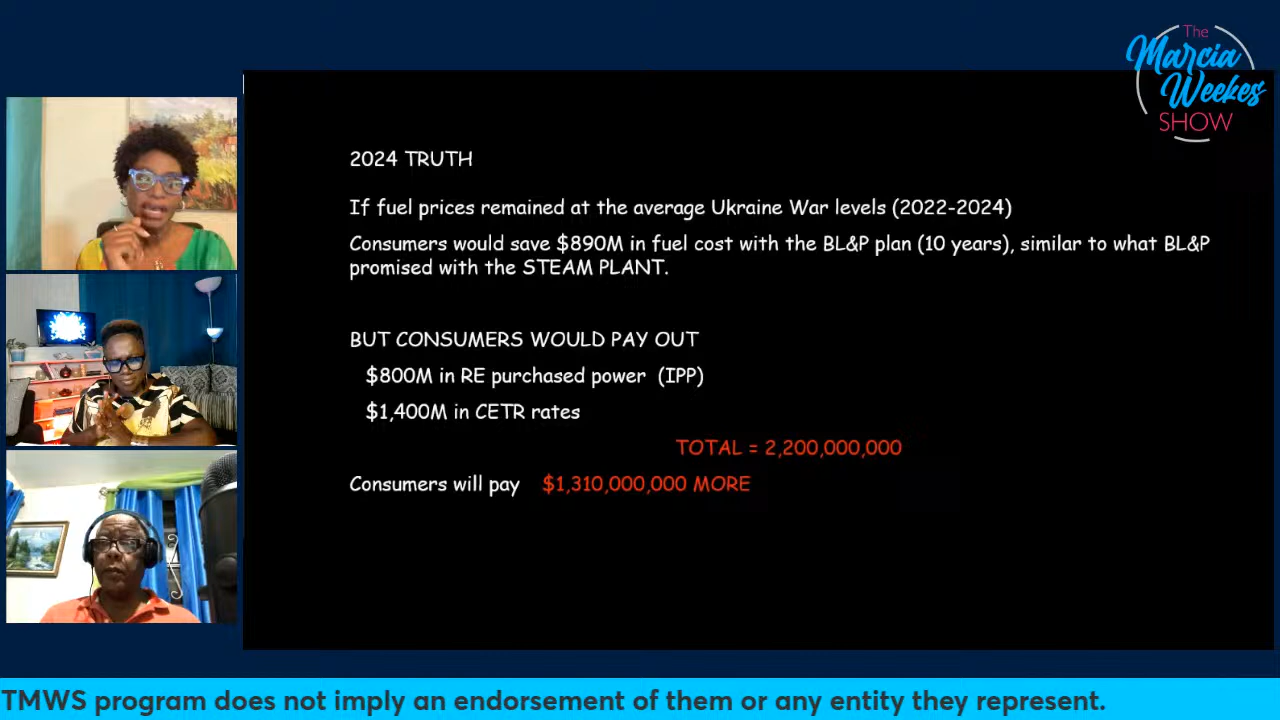 The
Marcia
Weekes
SHOW
2024 TRUTH
If fuel prices remained at the average Ukraine War levels (2022-2024)
Consumers would save $890M in fuel cost with the BL&P plan (10 years), similar to what BL&P
promised with the STEAM PLANT.
BUT CONSUMERS WOULD PAY OUT
$800M in RE purchased power (IPP)
$1,400M in CETR rates
TOTAL = 2,200,000,000
Consumers will pay $1,310,000,000 MORE
TMWS program does not imply an endorsement of them or any entity they represent.